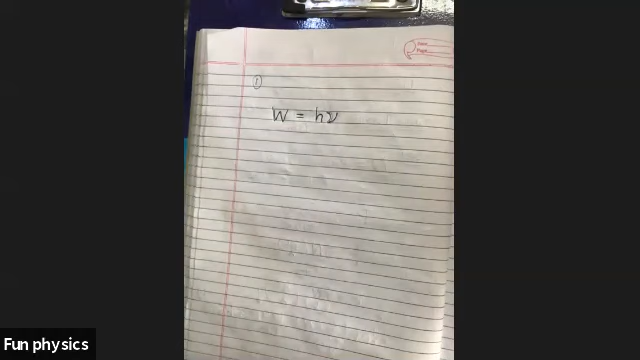 ①
W = hν
Fun physics